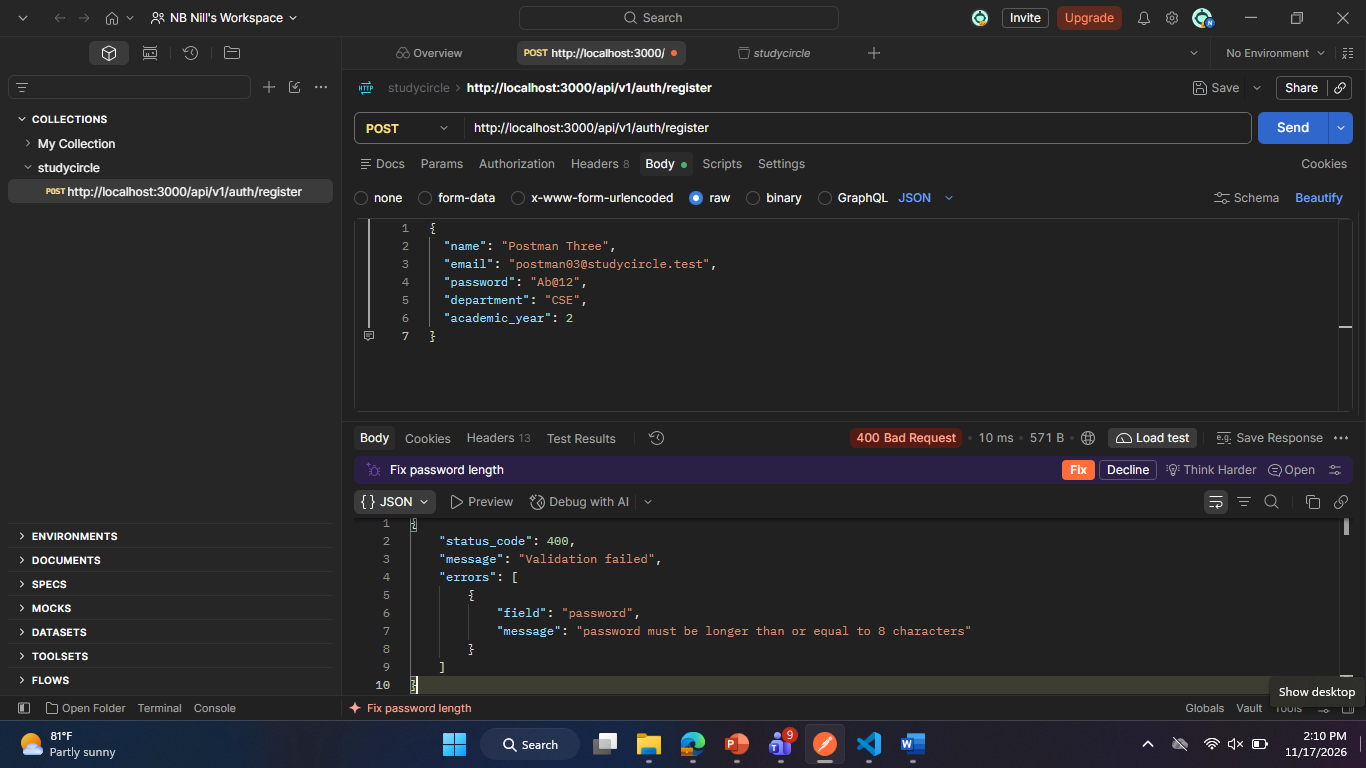 NB Nill's Workspace
Search
Invite
Upgrade
Overview
POST http://localhost:3000/
studycircle
No Environment
studycircle > http://localhost:3000/api/v1/auth/register
Save
Share
COLLECTIONS
My Collection
studycircle
POST http://localhost:3000/api/v1/auth/register
POST
http://localhost:3000/api/v1/auth/register
Send
Docs
Params
Authorization
Headers 8
Body
Scripts
Settings
Cookies
none
form-data
x-www-form-urlencoded
raw
binary
GraphQL
JSON
Schema
Beautify
1 {
2 "name": "Postman Three",
3 "email": "postman03@studycircle.test",
4 "password": "Ab@12",
5 "department": "CSE",
6 "academic_year": 2
7 }
Body
Cookies
Headers 13
Test Results
400 Bad Request
10 ms
571 B
Load test
e.g. Save Response
Fix password length
Fix
Decline
Think Harder
Open
{} JSON
Preview
Debug with AI
1 {
2 "status_code": 400,
3 "message": "Validation failed",
4 "errors": [
5 {
6 "field": "password",
7 "message": "password must be longer than or equal to 8 characters"
8 }
9 ]
10 }
ENVIRONMENTS
DOCUMENTS
SPECS
MOCKS
DATASETS
TOOLSETS
FLOWS
Show desktop
Open Folder
Terminal
Console
Fix password length
Globals
Vault
Tools
81°F
Partly sunny
Search
9
2:10 PM
11/17/2026